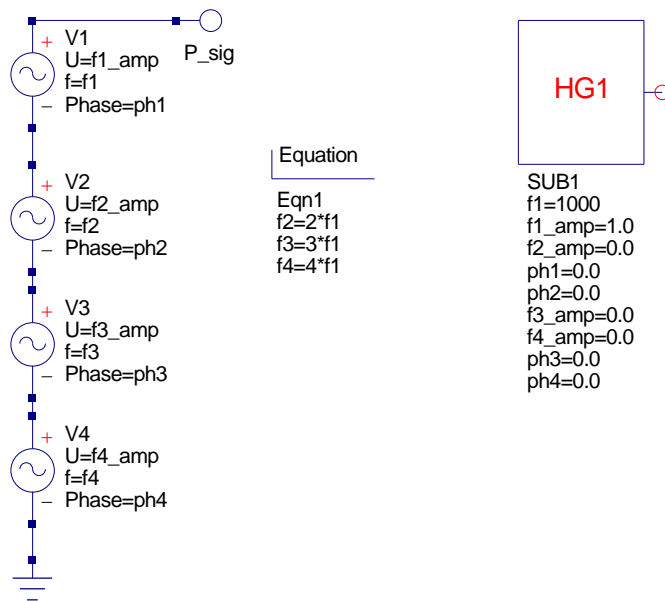 + V1
U=f1_amp
f=f1
– Phase=ph1
P_sig
+ V2
U=f2_amp
f=f2
– Phase=ph2
+ V3
U=f3_amp
f=f3
– Phase=ph3
+ V4
U=f4_amp
f=f4
– Phase=ph4
Equation
Eqn1
f2=2*f1
f3=3*f1
f4=4*f1
HG1
SUB1
f1=1000
f1_amp=1.0
f2_amp=0.0
ph1=0.0
ph2=0.0
f3_amp=0.0
f4_amp=0.0
ph3=0.0
ph4=0.0